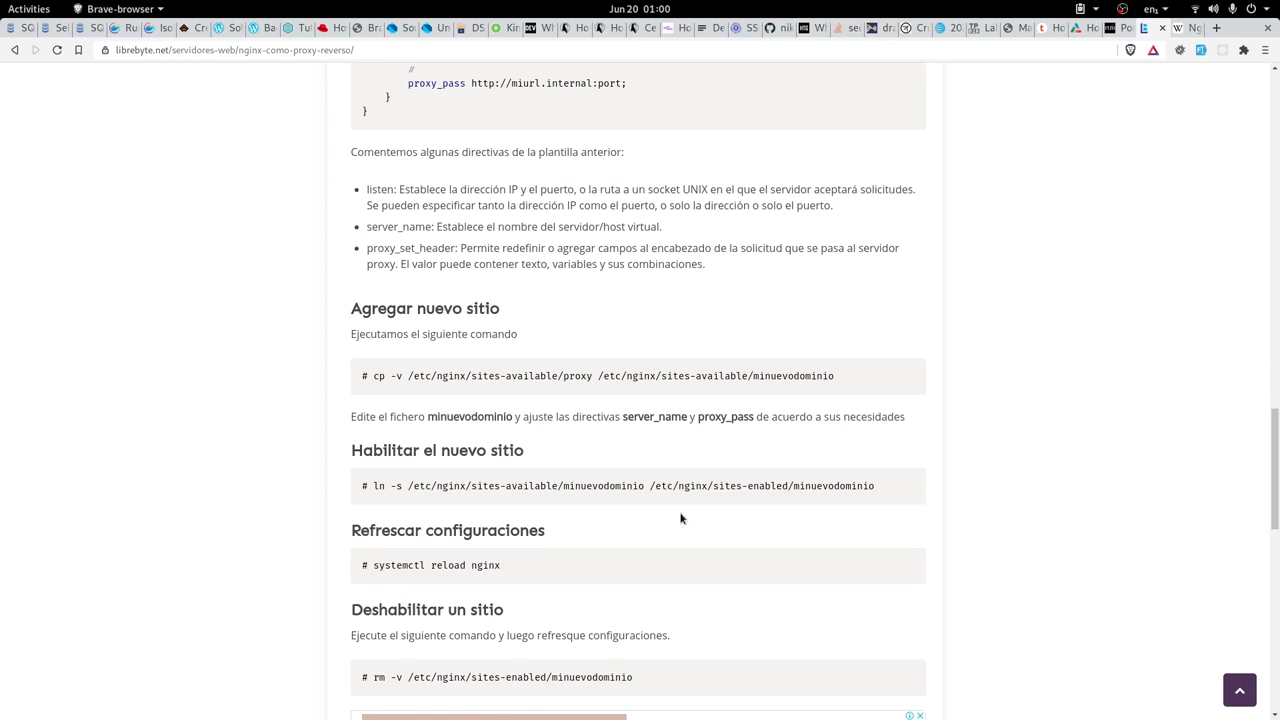 Activities
Brave-browser
Jun 20 01:00
en
librebyte.net/servidores-web/nginx-como-proxy-reverso/
#
proxy_pass http://miurl.internal:port;
}
}
Comentemos algunas directivas de la plantilla anterior:
listen: Establece la dirección IP y el puerto, o la ruta a un socket UNIX en el que el servidor aceptará solicitudes.
Se pueden especificar tanto la dirección IP como el puerto, o solo la dirección o solo el puerto.
server_name: Establece el nombre del servidor/host virtual.
proxy_set_header: Permite redefinir o agregar campos al encabezado de la solicitud que se pasa al servidor
proxy. El valor puede contener texto, variables y sus combinaciones.
Agregar nuevo sitio
Ejecutamos el siguiente comando
# cp -v /etc/nginx/sites-available/proxy /etc/nginx/sites-available/minuevodominio
Edite el fichero minuevodominio y ajuste las directivas server_name y proxy_pass de acuerdo a sus necesidades
Habilitar el nuevo sitio
# ln -s /etc/nginx/sites-available/minuevodominio /etc/nginx/sites-enabled/minuevodominio
Refrescar configuraciones
# systemctl reload nginx
Deshabilitar un sitio
Ejecute el siguiente comando y luego refresque configuraciones.
# rm -v /etc/nginx/sites-enabled/minuevodominio